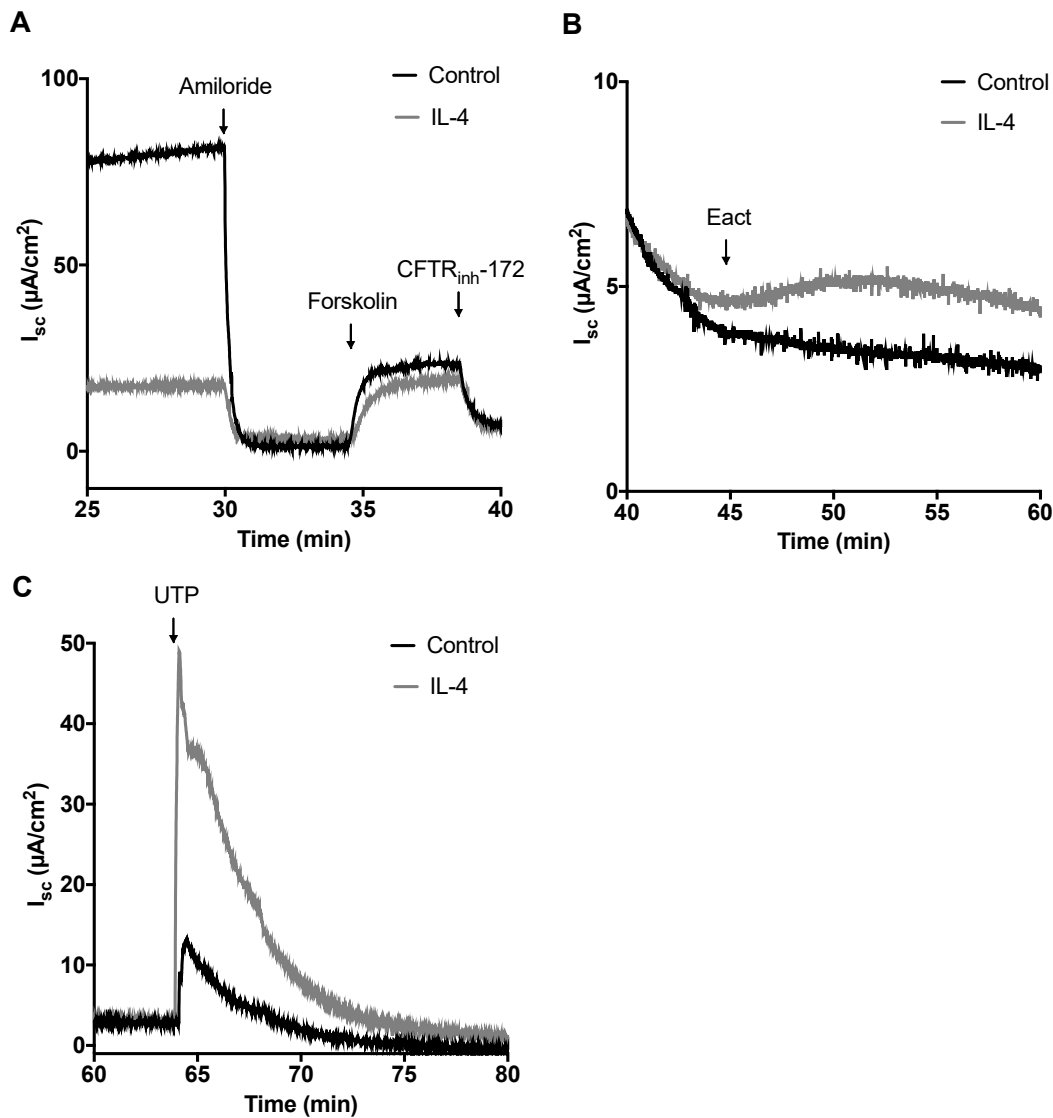 A
Control
IL-4
Amiloride
Forskolin
CFTRinh-172
100
50
0
Isc (µA/cm²)
25
30
35
40
Time (min)
B
Control
IL-4
Eact
10
5
0
Isc (µA/cm²)
40
45
50
55
60
Time (min)
C
UTP
Control
IL-4
50
40
30
20
10
0
Isc (µA/cm²)
60
65
70
75
80
Time (min)